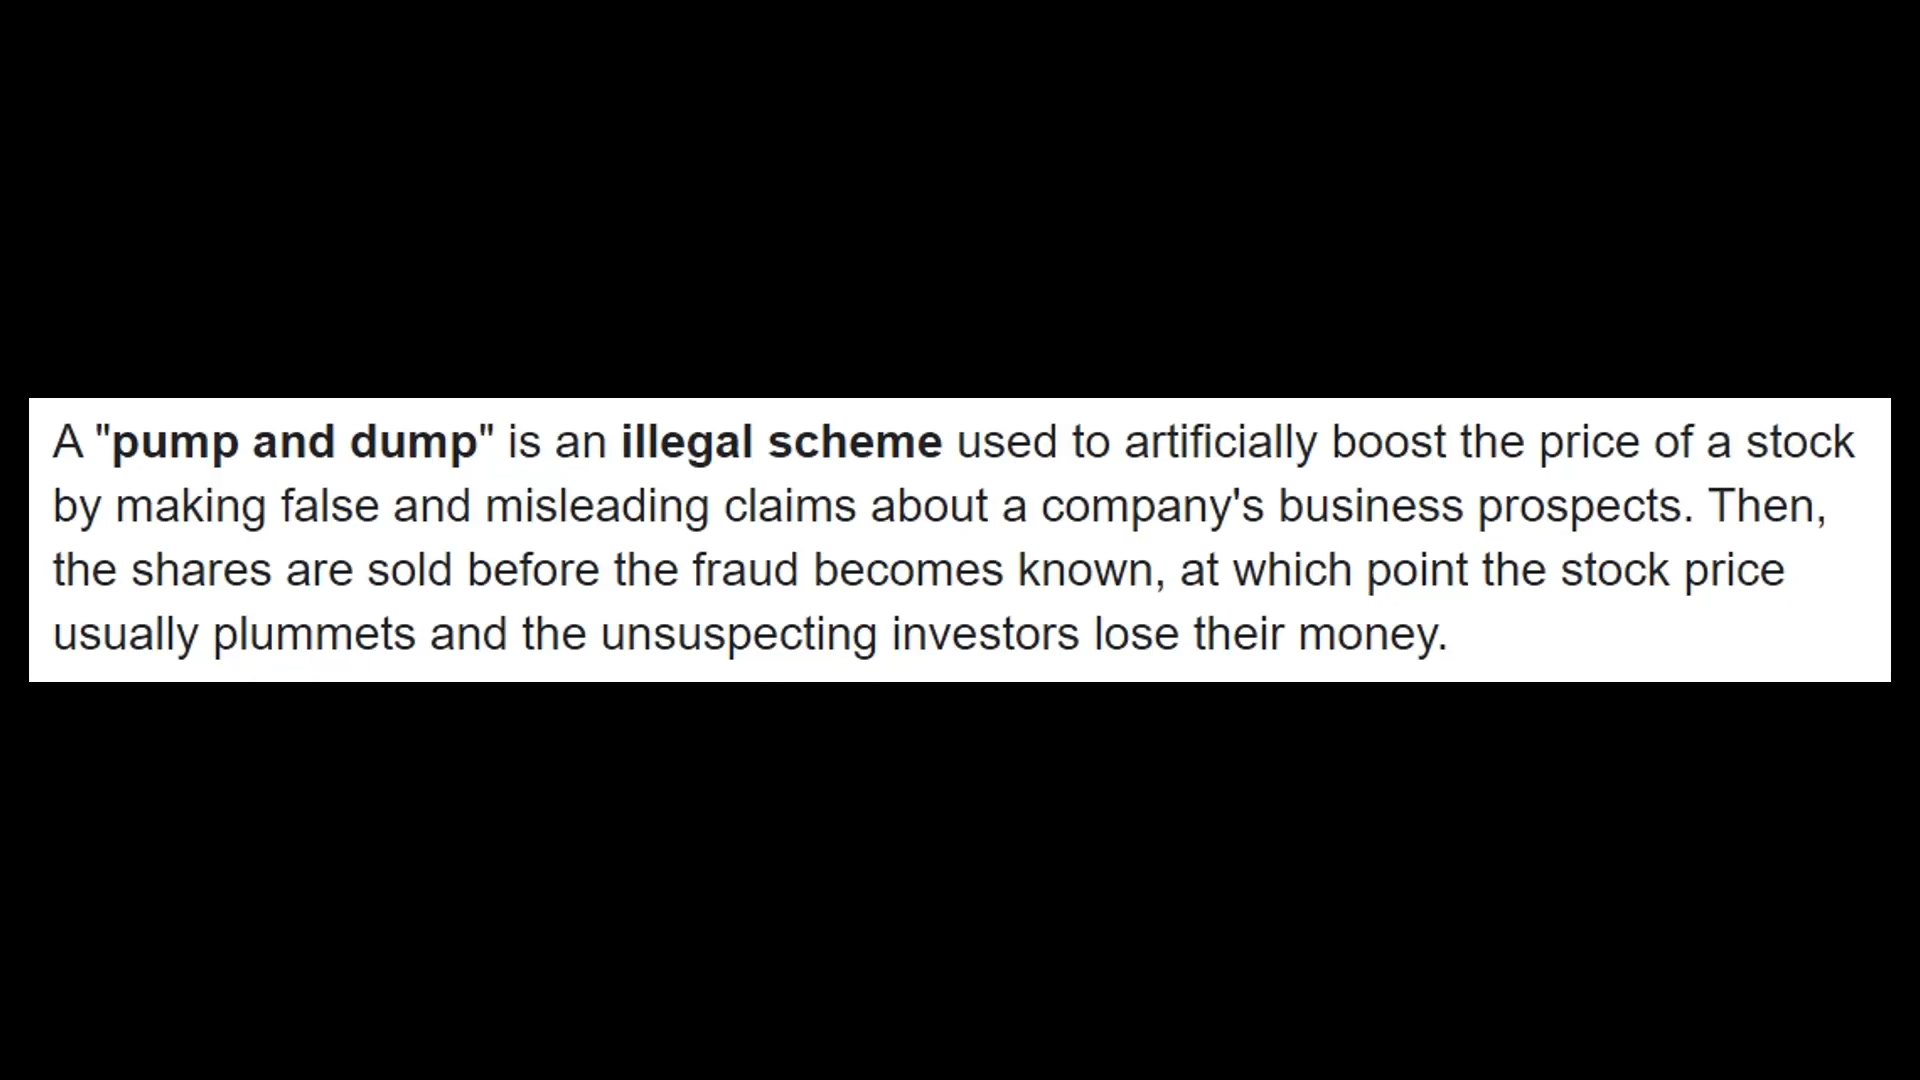 A "pump and dump" is an illegal scheme used to artificially boost the price of a stock
by making false and misleading claims about a company's business prospects. Then,
the shares are sold before the fraud becomes known, at which point the stock price
usually plummets and the unsuspecting investors lose their money.